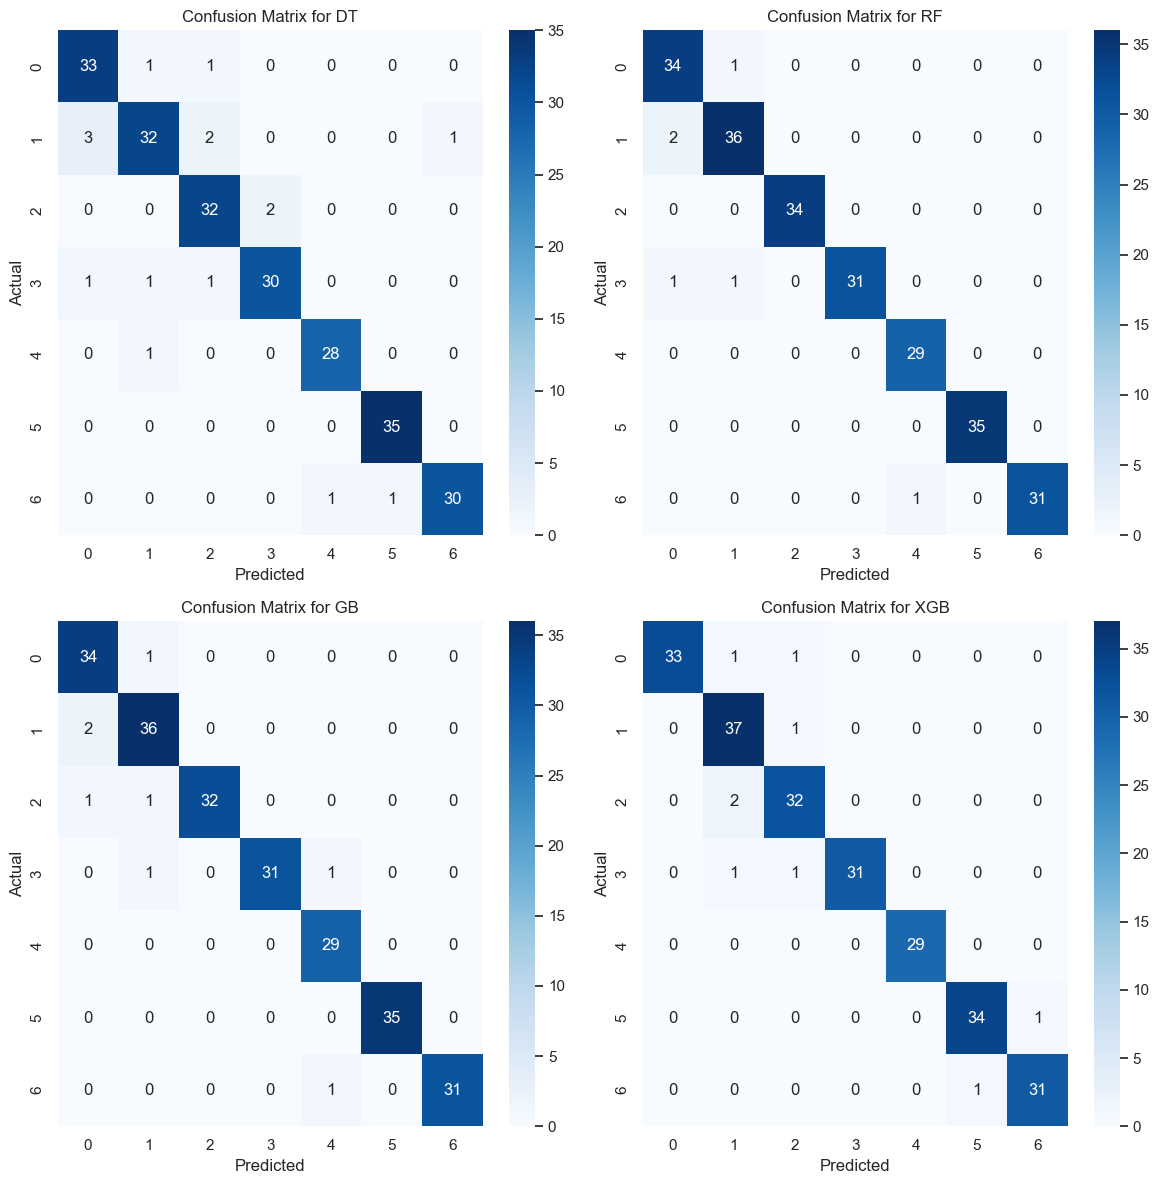 Confusion Matrix for DT
0 33 1 1 0 0 0 0
1 3 32 2 0 0 0 1
2 0 0 32 2 0 0 0
3 1 1 1 30 0 0 0
4 0 1 0 0 28 0 0
5 0 0 0 0 0 35 0
6 0 0 0 0 1 1 30
0 1 2 3 4 5 6
Predicted
Actual
35
30
25
20
15
10
5
0
Confusion Matrix for RF
0 34 1 0 0 0 0 0
1 2 36 0 0 0 0 0
2 0 0 34 0 0 0 0
3 1 1 0 31 0 0 0
4 0 0 0 0 29 0 0
5 0 0 0 0 0 35 0
6 0 0 0 0 1 0 31
0 1 2 3 4 5 6
Predicted
Actual
35
30
25
20
15
10
5
0
Confusion Matrix for GB
0 34 1 0 0 0 0 0
1 2 36 0 0 0 0 0
2 1 1 32 0 0 0 0
3 0 1 0 31 1 0 0
4 0 0 0 0 29 0 0
5 0 0 0 0 0 35 0
6 0 0 0 0 1 0 31
0 1 2 3 4 5 6
Predicted
Actual
35
30
25
20
15
10
5
0
Confusion Matrix for XGB
0 33 1 1 0 0 0 0
1 0 37 1 0 0 0 0
2 0 2 32 0 0 0 0
3 0 1 1 31 0 0 0
4 0 0 0 0 29 0 0
5 0 0 0 0 0 34 1
6 0 0 0 0 0 1 31
0 1 2 3 4 5 6
Predicted
Actual
35
30
25
20
15
10
5
0